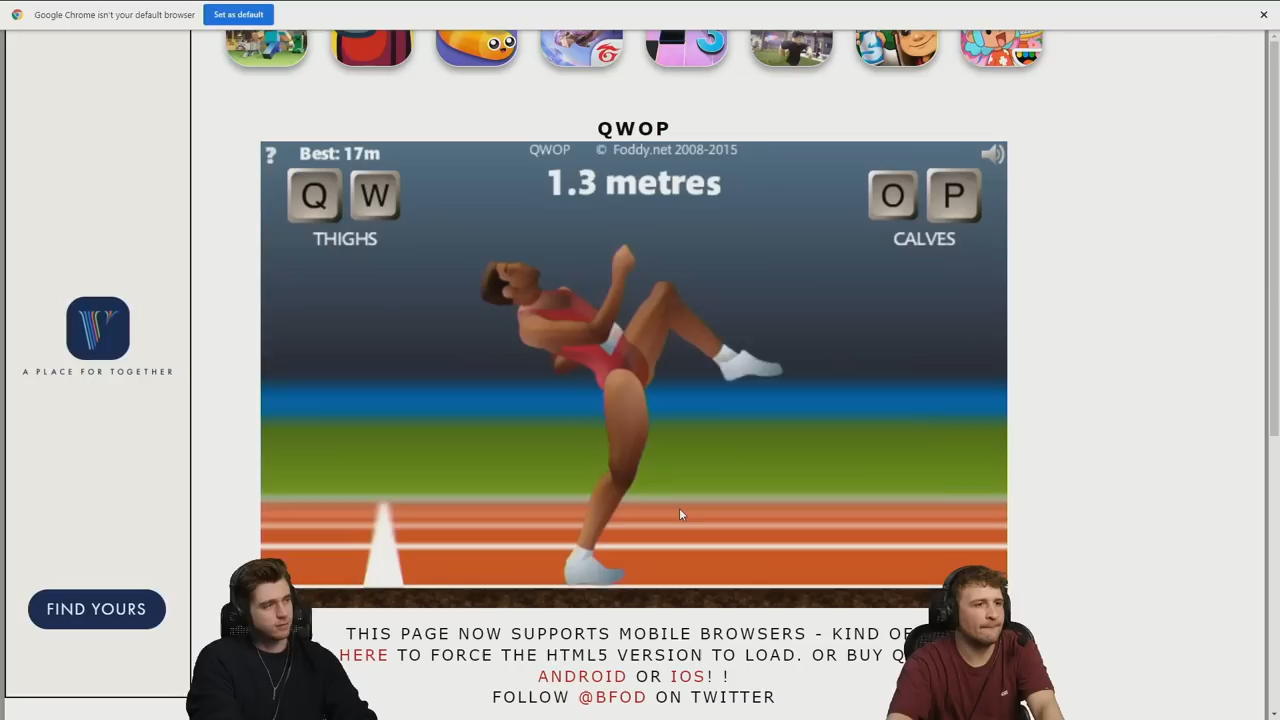 Google Chrome isn't your default browser
Set as default
QWOP
?
Best: 17m
QWOP © Foddy.net 2008-2015
1.3 metres
Q W
O P
THIGHS
CALVES
3
A PLACE FOR TOGETHER
FIND YOURS
THIS PAGE NOW SUPPORTS MOBILE BROWSERS - KIND OF
HERE TO FORCE THE HTML5 VERSION TO LOAD. OR BUY Q
ANDROID OR IOS! !
FOLLOW @BFOD ON TWITTER